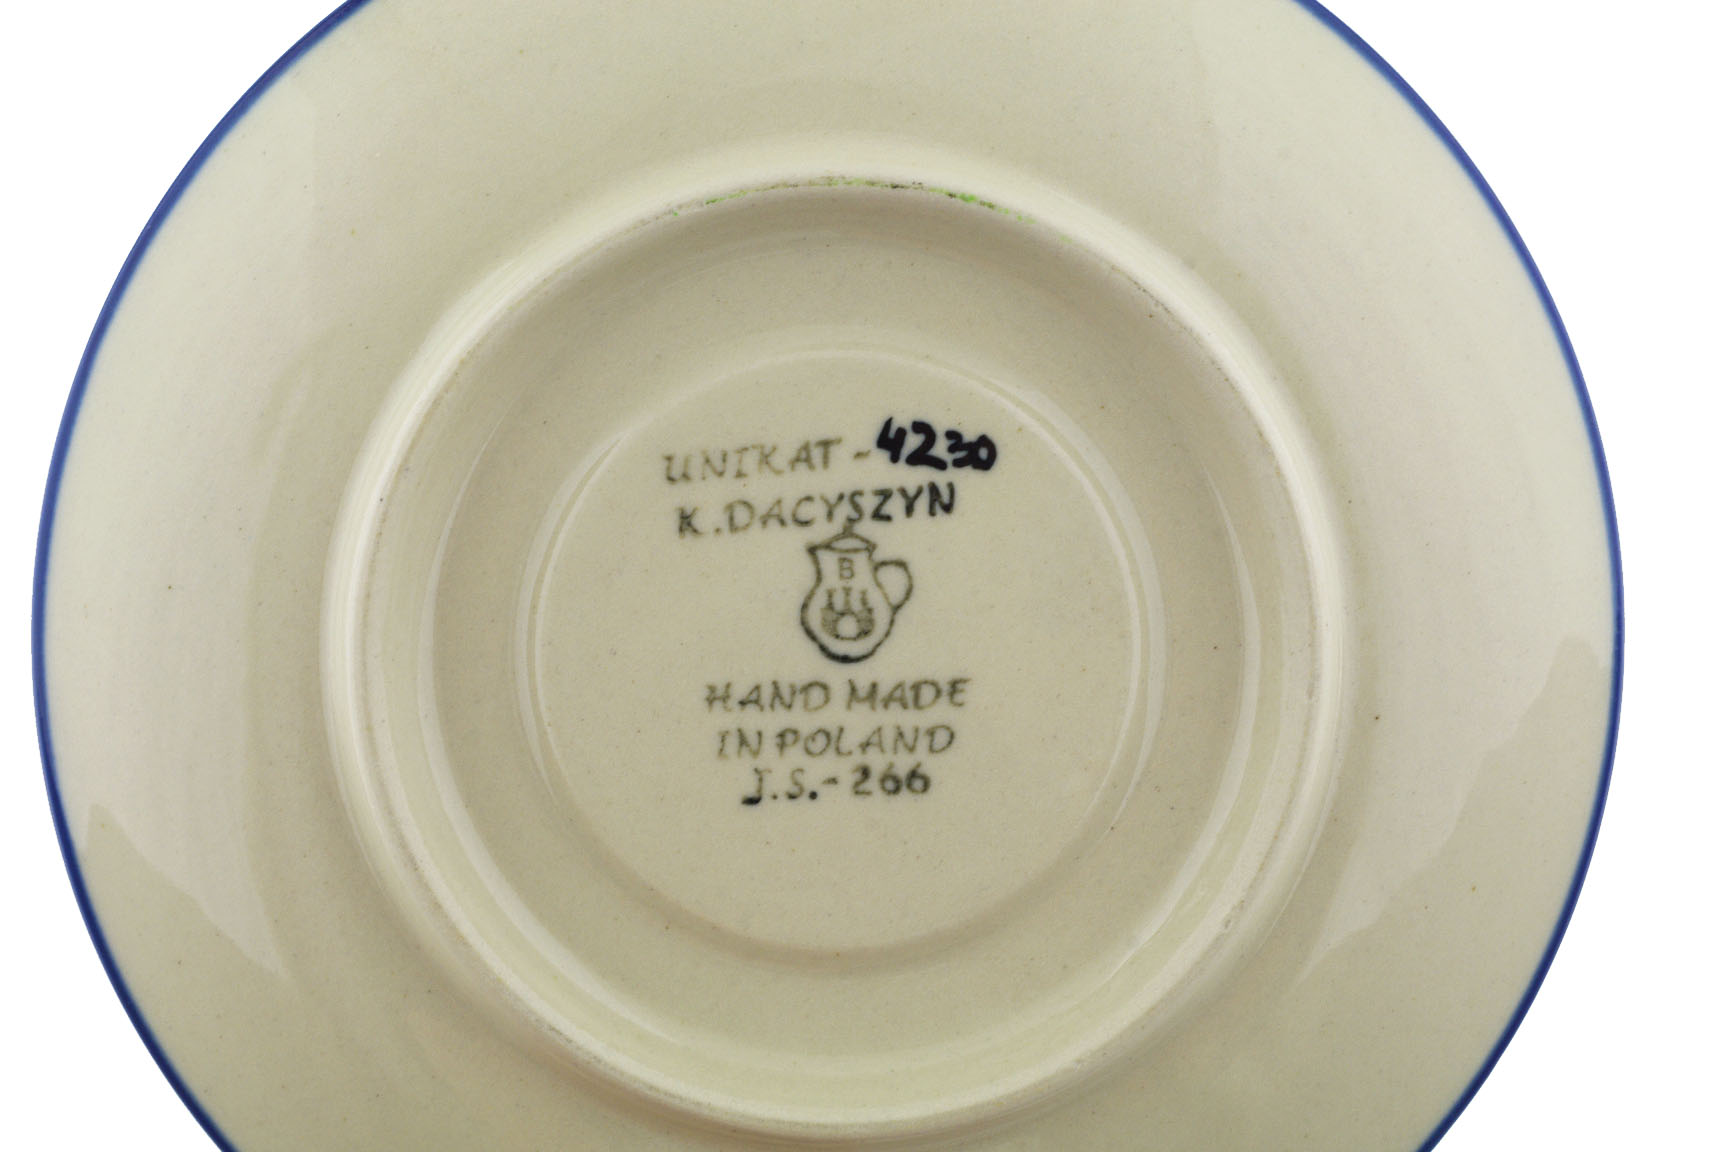 UNIKAT - 4230
K. DACYSZYN
B
HAND MADE
IN POLAND
J.S. - 266